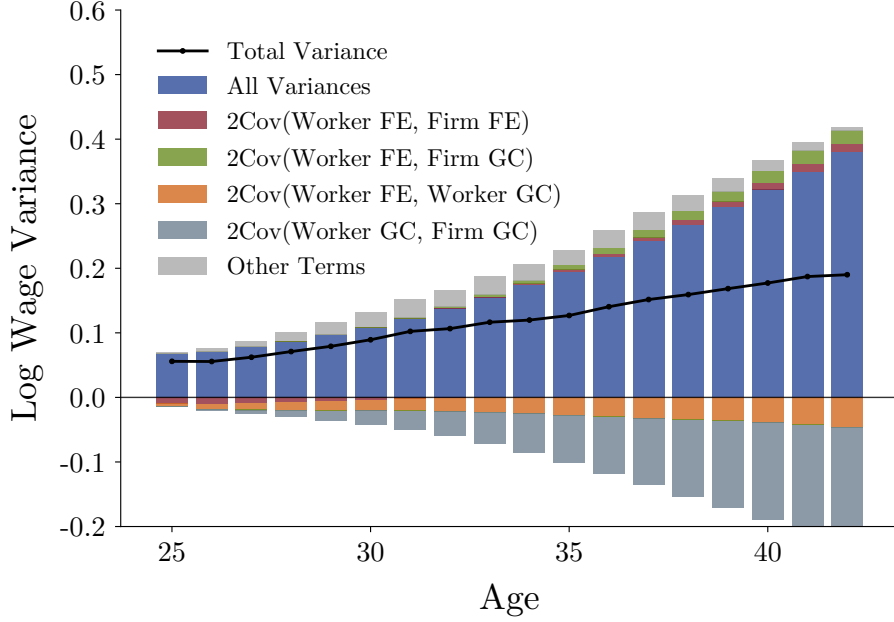 0.6
0.5
0.4
0.3
0.2
0.1
0.0
-0.1
-0.2
Log Wage Variance
Total Variance
All Variances
2Cov(Worker FE, Firm FE)
2Cov(Worker FE, Firm GC)
2Cov(Worker FE, Worker GC)
2Cov(Worker GC, Firm GC)
Other Terms
25 30 35 40
Age